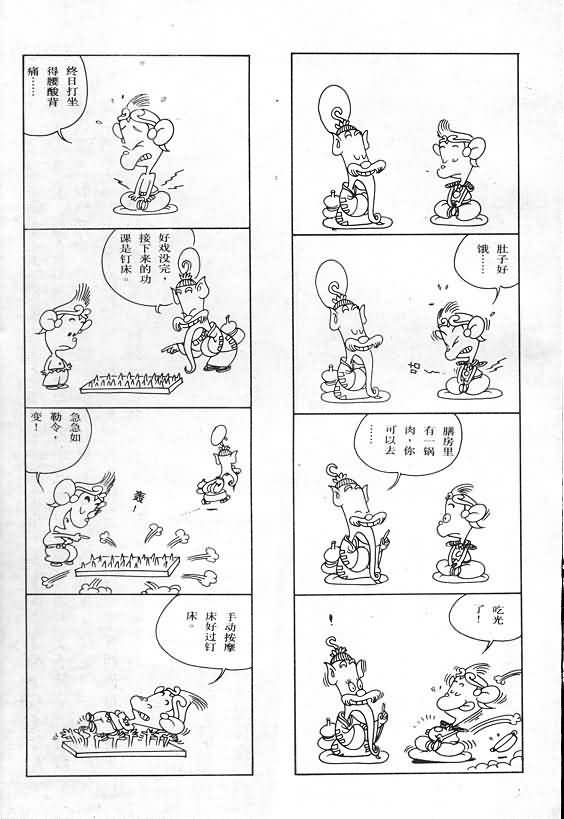 终日打坐
得腰酸背
痛……
好戏没完,
接下来的功
课是钉床。
急急如
勒令,
变!
轰!
手动按摩
床好过钉
床。
肚子好
饿……
咕
膳房里
有一锅
肉,你
可以去
……
!
吃光
了!